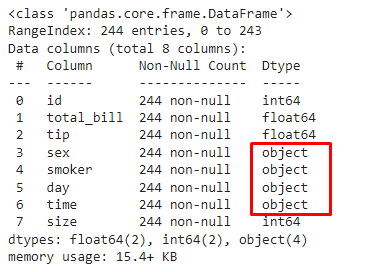 <class 'pandas.core.frame.DataFrame'>
RangeIndex: 244 entries, 0 to 243
Data columns (total 8 columns):
 #   Column      Non-Null Count  Dtype
---  ------      --------------  -----
 0   id          244 non-null    int64
 1   total_bill  244 non-null    float64
 2   tip         244 non-null    float64
 3   sex         244 non-null    object
 4   smoker      244 non-null    object
 5   day         244 non-null    object
 6   time        244 non-null    object
 7   size        244 non-null    int64
dtypes: float64(2), int64(2), object(4)
memory usage: 15.4+ KB